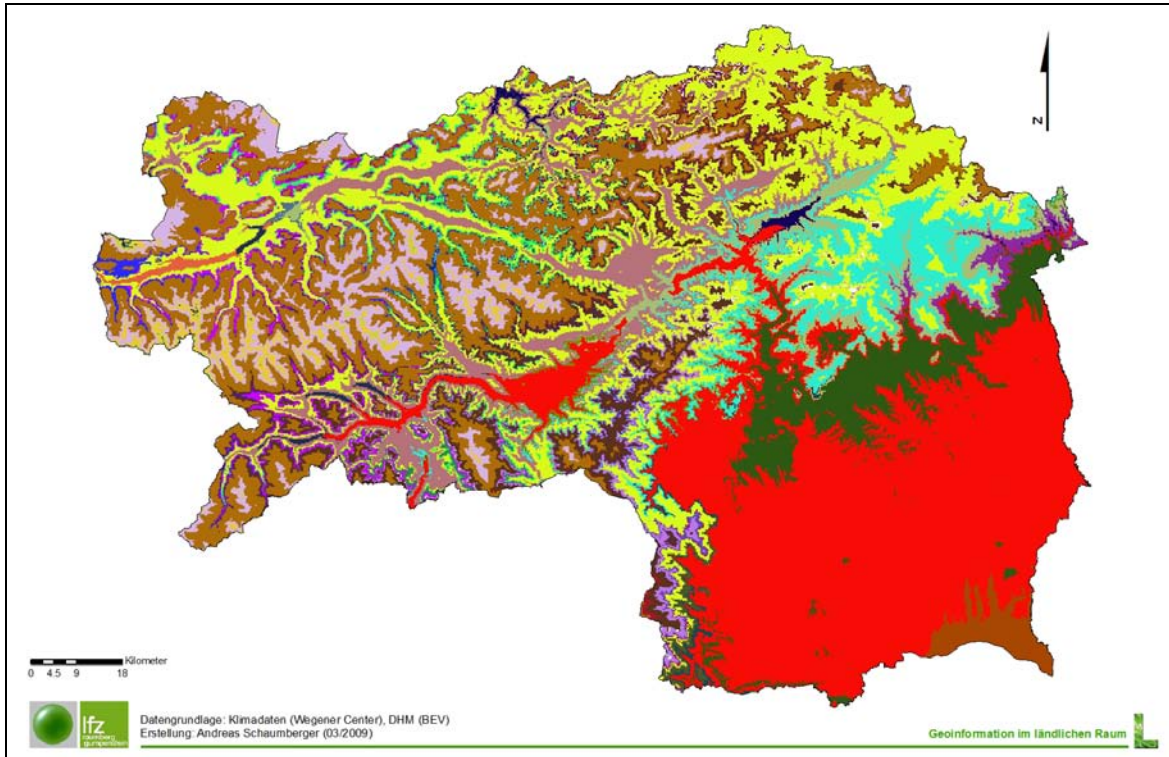 N
Kilometer
0 4.5 9 18
lfz
raumberg
gumpenstein
Datengrundlage: Klimadaten (Wegener Center), DHM (BEV)
Erstellung: Andreas Schaumberger (03/2009)
Geoinformation im ländlichen Raum
L